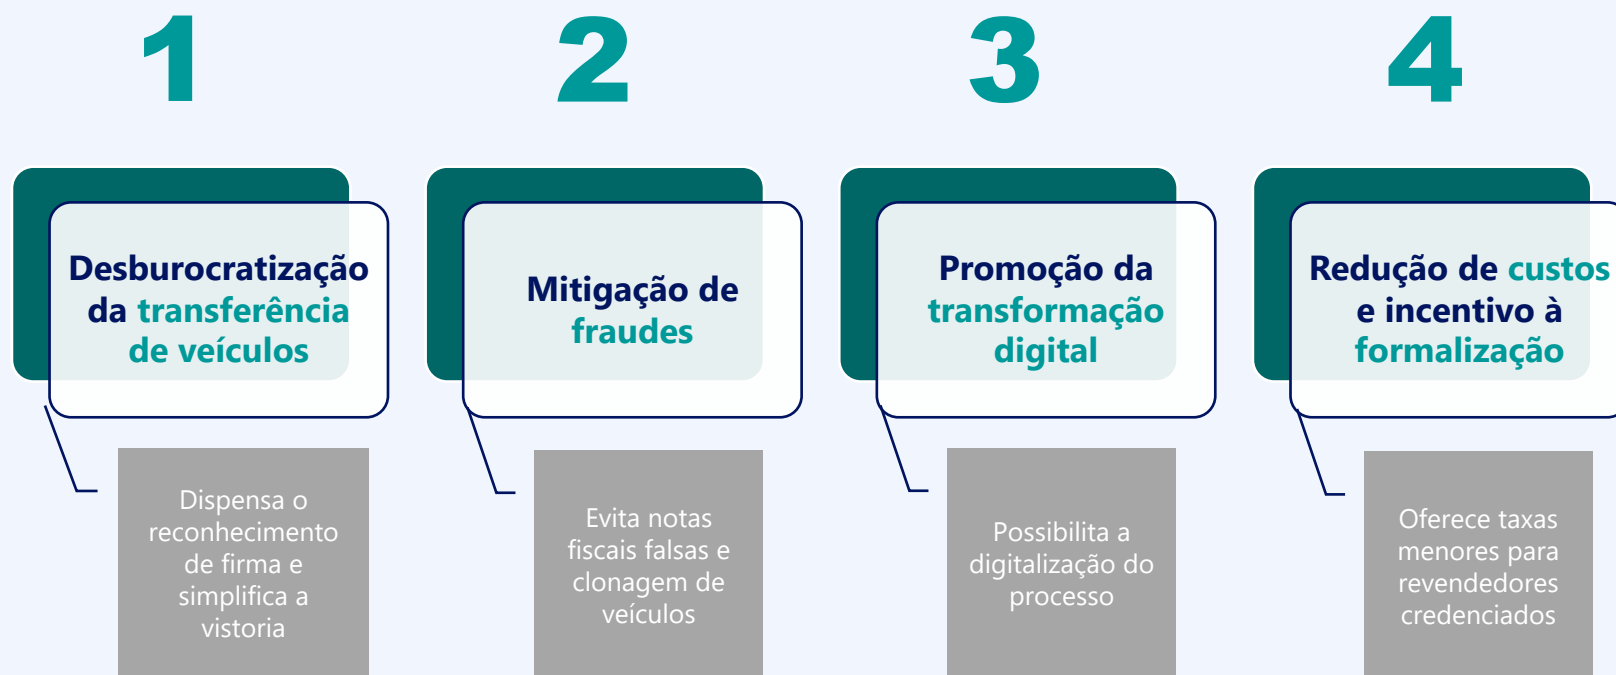 1
Desburocratização
da transferência
de veículos
Dispensa o
reconhecimento
de firma e
simplifica a
vistoria
2
Mitigação de
fraudes
Evita notas
fiscais falsas e
clonagem de
veículos
3
Promoção da
transformação
digital
Possibilita a
digitalização do
processo
4
Redução de custos
e incentivo à
formalização
Oferece taxas
menores para
revendedores
credenciados